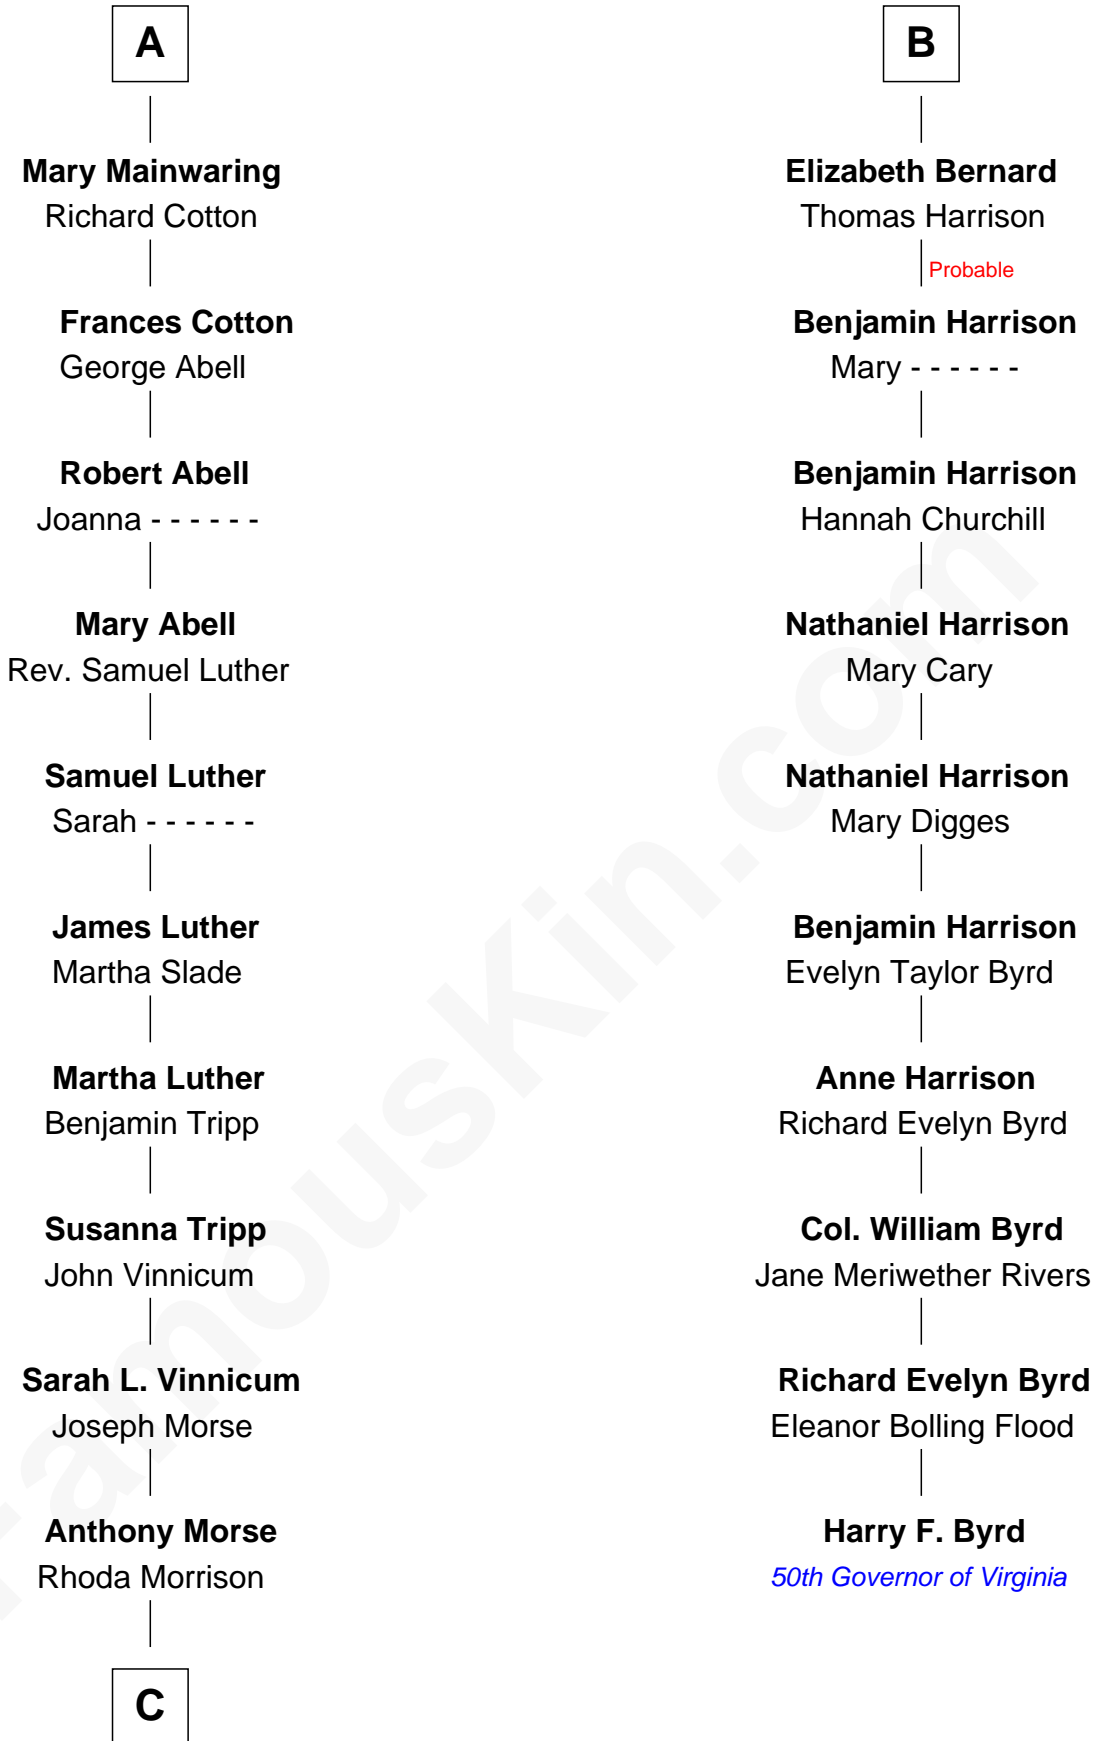 A
Mary Mainwaring
Richard Cotton
Frances Cotton
George Abell
Robert Abell
Joanna - - - - - -
Mary Abell
Rev. Samuel Luther
Samuel Luther
Sarah - - - - - -
James Luther
Martha Slade
Martha Luther
Benjamin Tripp
Susanna Tripp
John Vinnicum
Sarah L. Vinnicum
Joseph Morse
Anthony Morse
Rhoda Morrison
C
B
Elizabeth Bernard
Thomas Harrison
Probable
Benjamin Harrison
Mary - - - - - -
Benjamin Harrison
Hannah Churchill
Nathaniel Harrison
Mary Cary
Nathaniel Harrison
Mary Digges
Benjamin Harrison
Evelyn Taylor Byrd
Anne Harrison
Richard Evelyn Byrd
Col. William Byrd
Jane Meriwether Rivers
Richard Evelyn Byrd
Eleanor Bolling Flood
Harry F. Byrd
50th Governor of Virginia
FamousKin.com